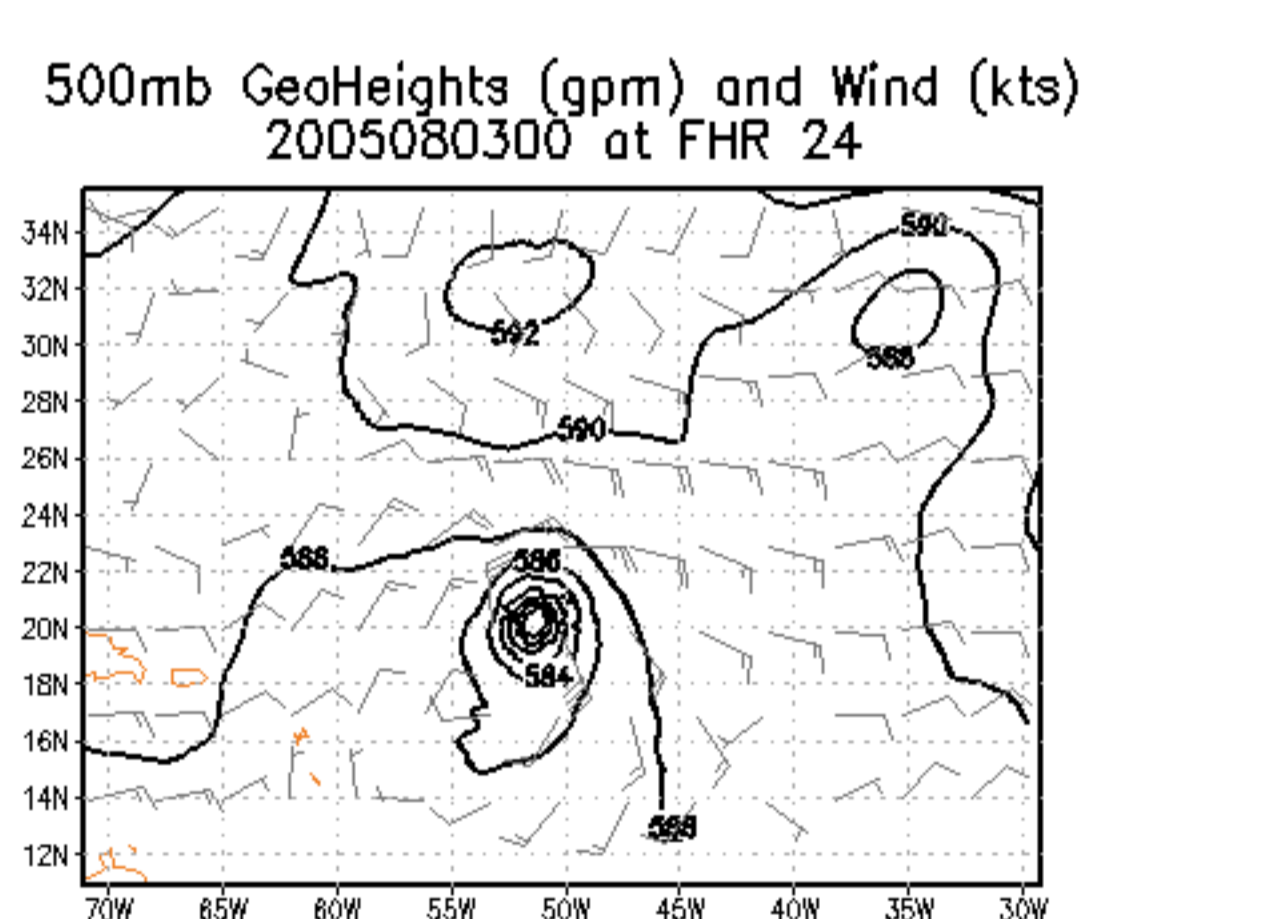 500mb GeoHeights (gpm) and Wind (kts)
2005080300 at FHR 24
34N
590
32N
592
30N
588
28N
590
26N
24N
588
586
22N
20N
584
18N
16N
14N
588
12N
70W 65W 60W 55W 50W 45W 40W 35W 30W